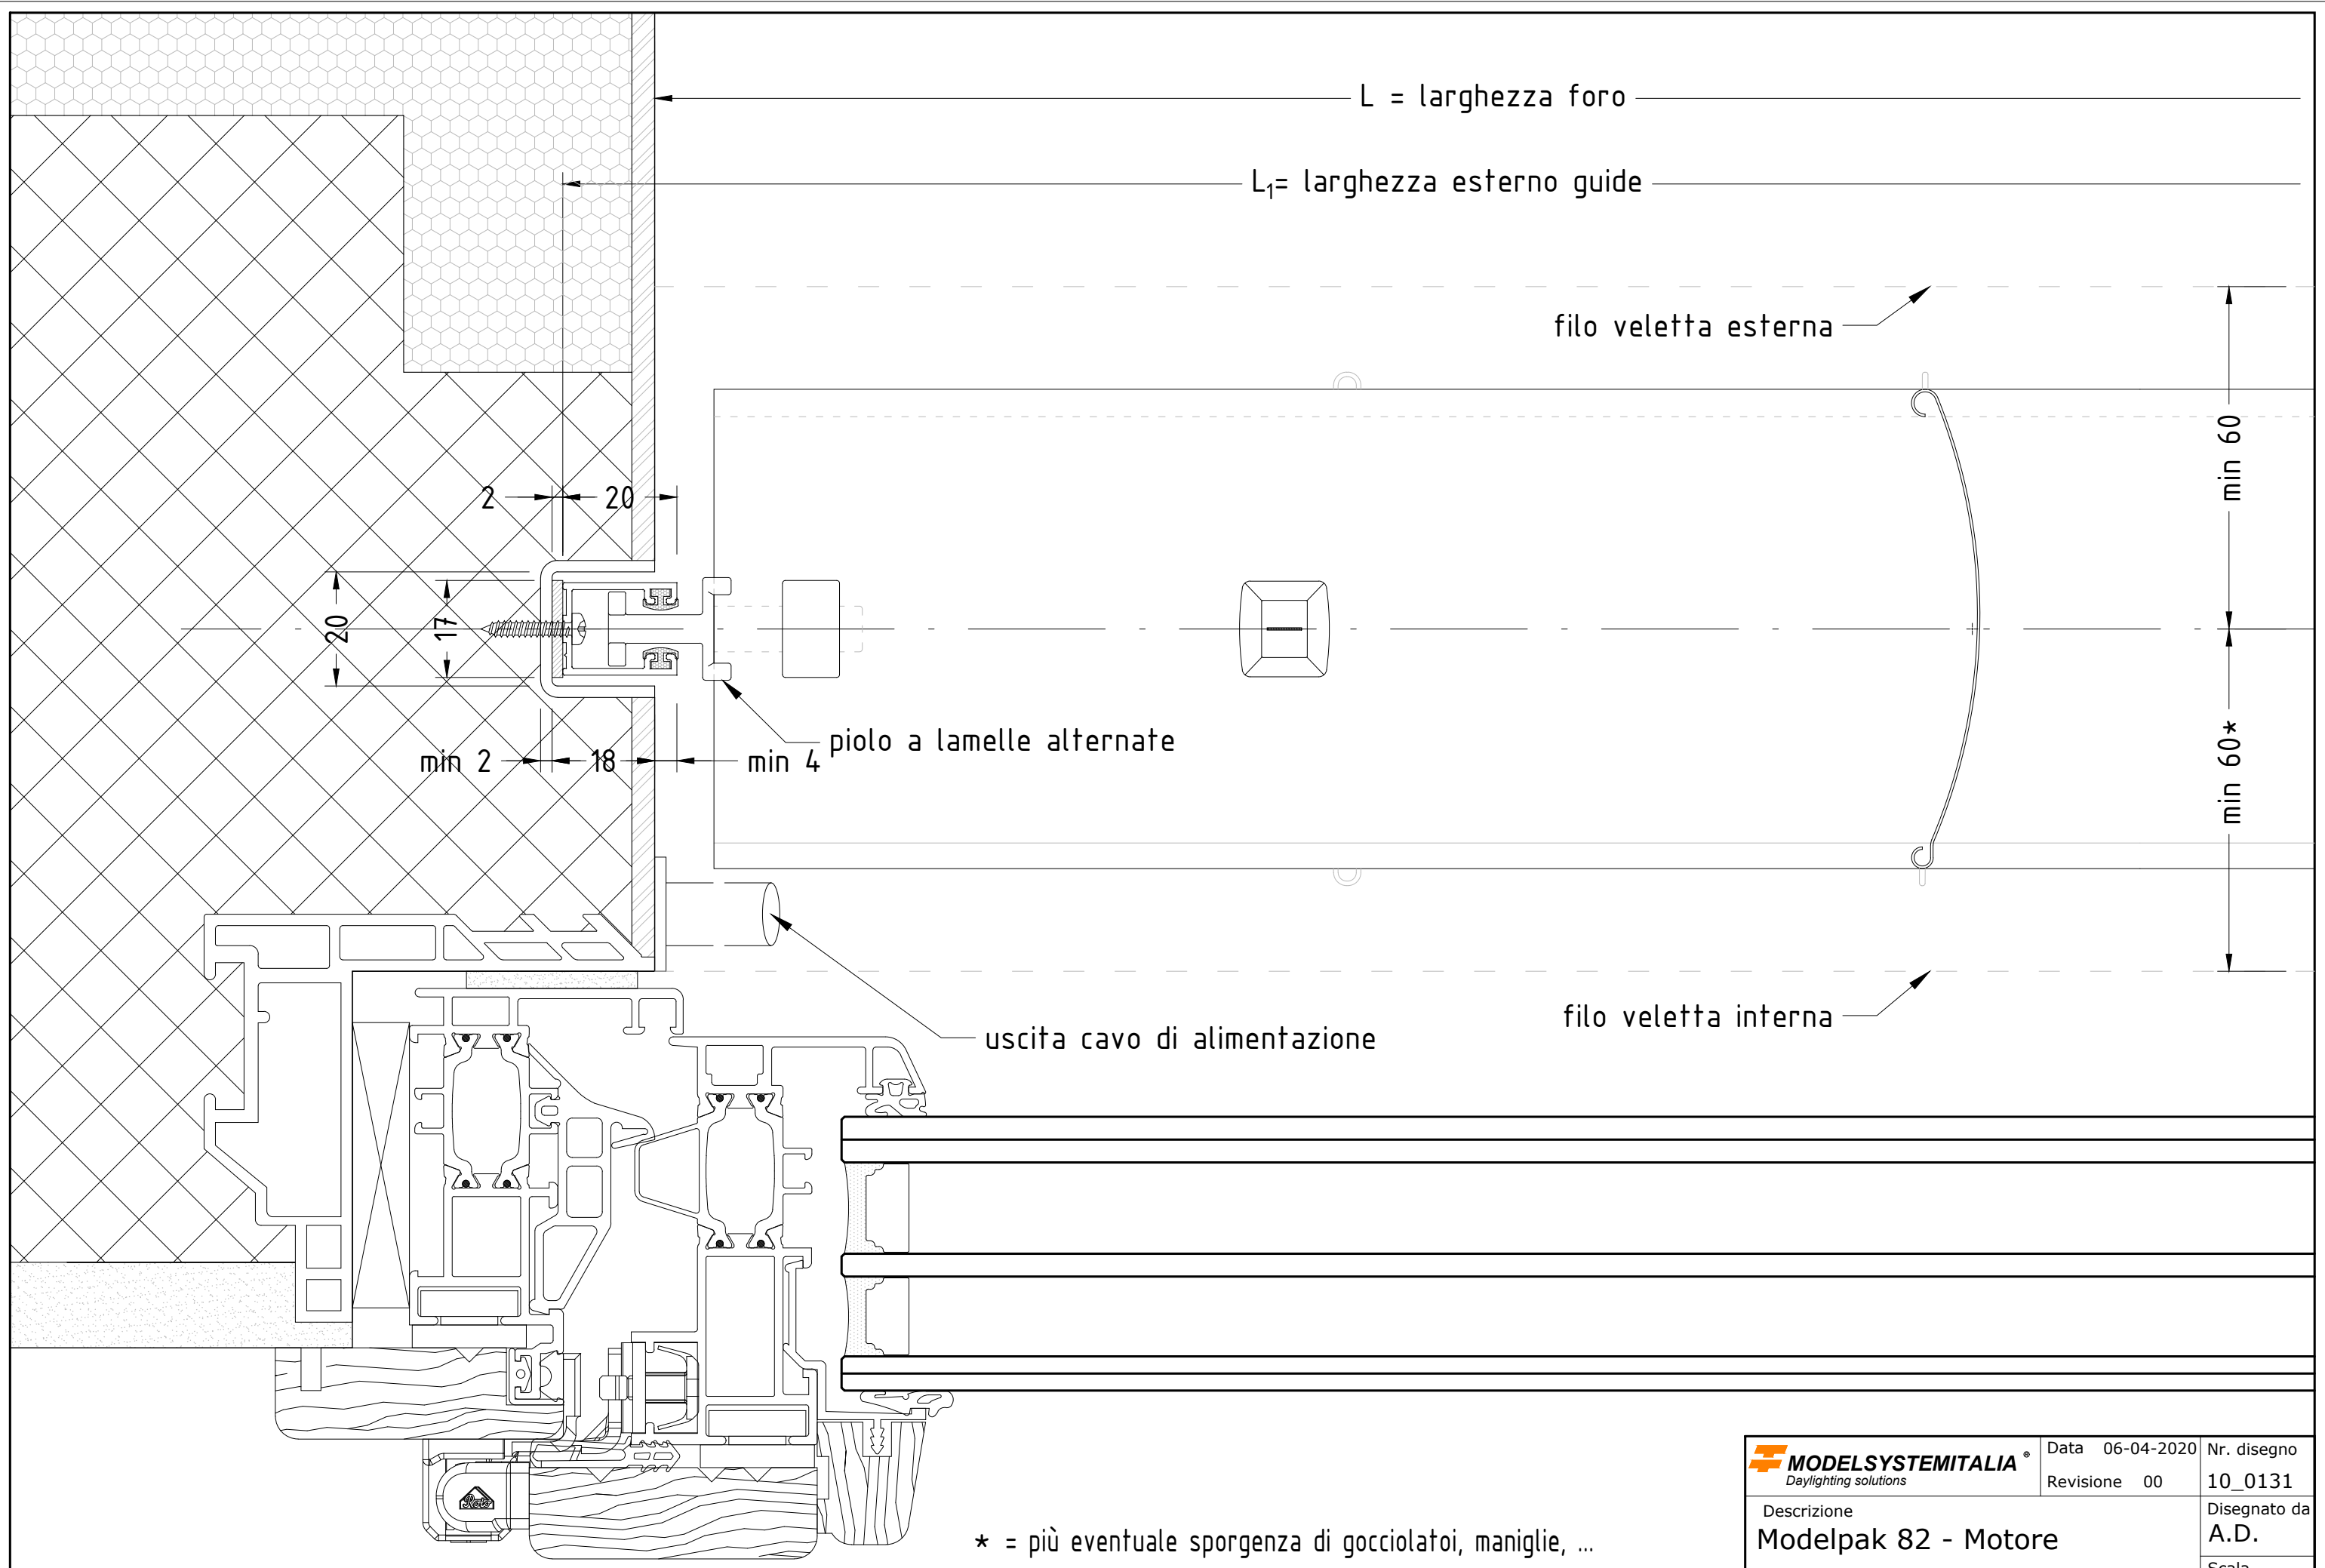 L = larghezza foro
L1= larghezza esterno guide
filo veletta esterna
min 60
2
20
20
17
min 60*
piolo a lamelle alternate
min 2
18
min 4
filo veletta interna
uscita cavo di alimentazione
Roto
* = più eventuale sporgenza di gocciolatoi, maniglie, ...
MODELSYSTEMITALIA ®
Daylighting solutions
Data 06-04-2020
Revisione 00
Nr. disegno
10_0131
Descrizione
Modelpak 82 - Motore
Disegnato da
A.D.
Scala